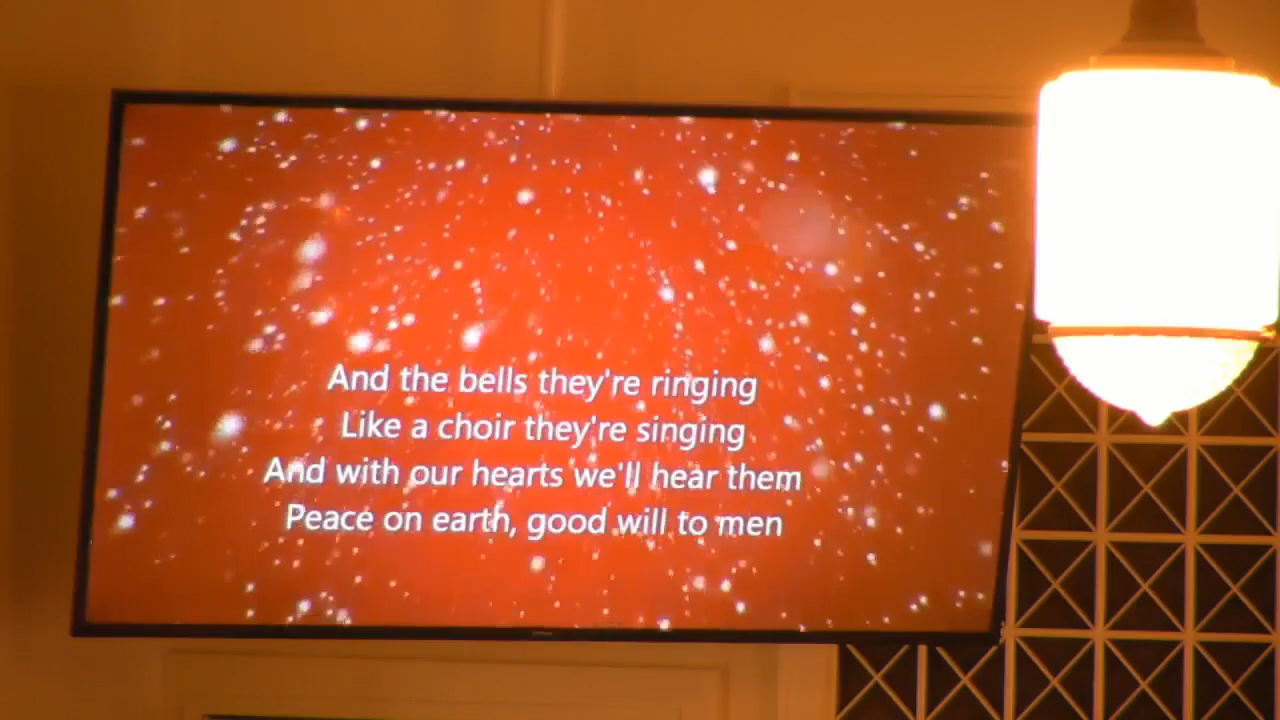 And the bells they're ringing
Like a choir they're singing
And with our hearts we'll hear them
Peace on earth, good will to men